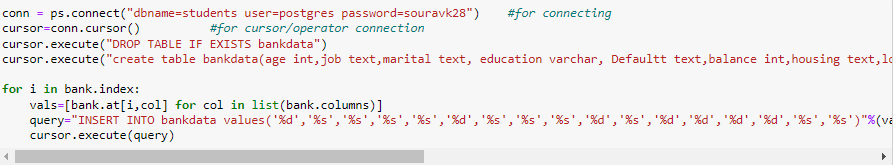 conn = ps.connect("dbname=students user=postgres password=souravk28")    #for connecting
cursor=conn.cursor()          #for cursor/operator connection
cursor.execute("DROP TABLE IF EXISTS bankdata")
cursor.execute("create table bankdata(age int,job text,marital text, education varchar, Defaultt text,balance int,housing text,lo
for i in bank.index:
    vals=[bank.at[i,col] for col in list(bank.columns)]
    query="INSERT INTO bankdata values('%d','%s','%s','%s','%s','%d','%s','%s','%s','%d','%s','%d','%d','%d','%d','%s','%s')"%(va
    cursor.execute(query)